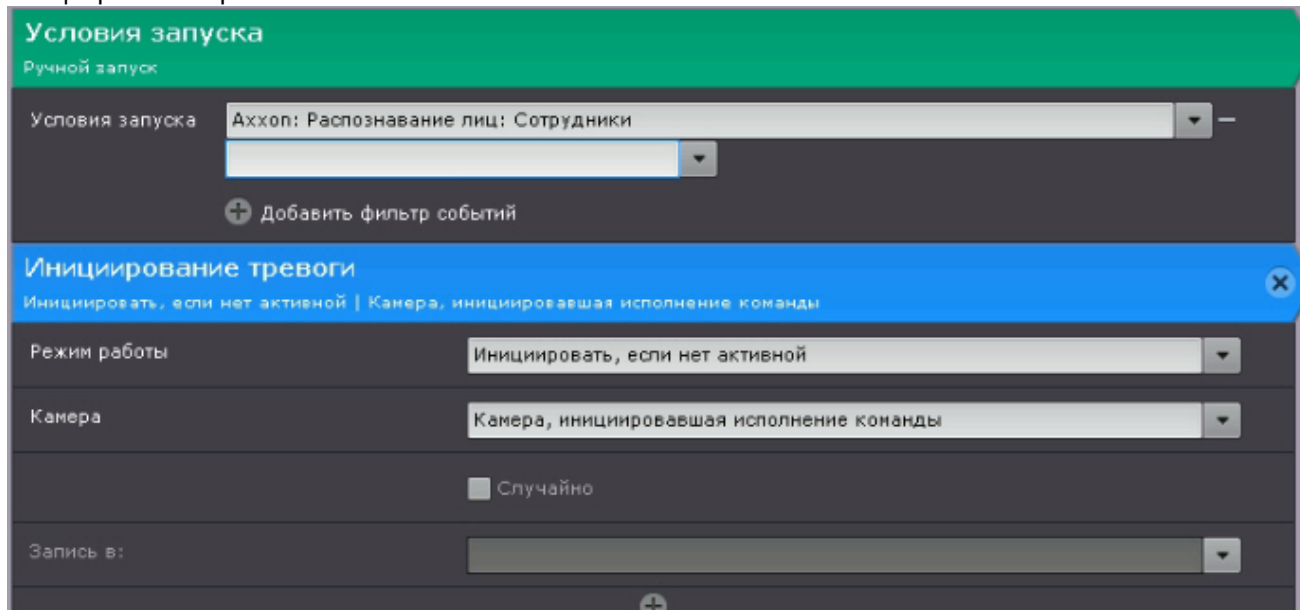 Условия запуска
Ручной запуск
Условия запуска
Axxon: Распознавание лиц: Сотрудники
Добавить фильтр событий
Инициирование тревоги
Инициировать, если нет активной | Камера, инициировавшая исполнение команды
Режим работы
Инициировать, если нет активной
Камера
Камера, инициировавшая исполнение команды
Случайно
Запись в: